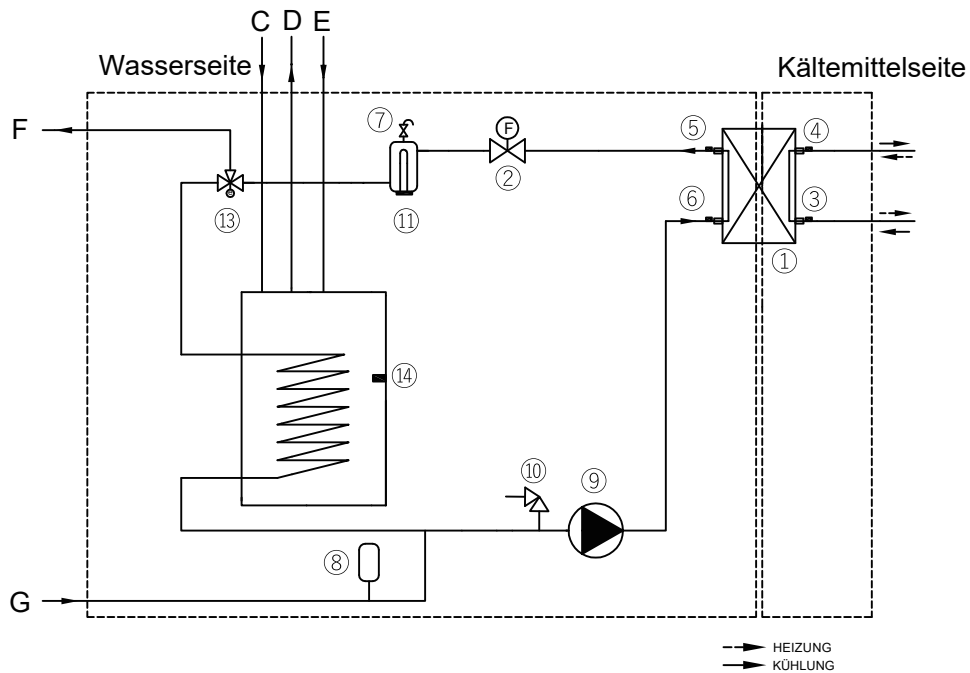 C D E
Wasserseite
Kältemittelseite
F
⑦
F
②
⑤
④
⑬
⑪
⑥
③
①
⑭
⑩
⑨
⑧
G
HEIZUNG
KÜHLUNG